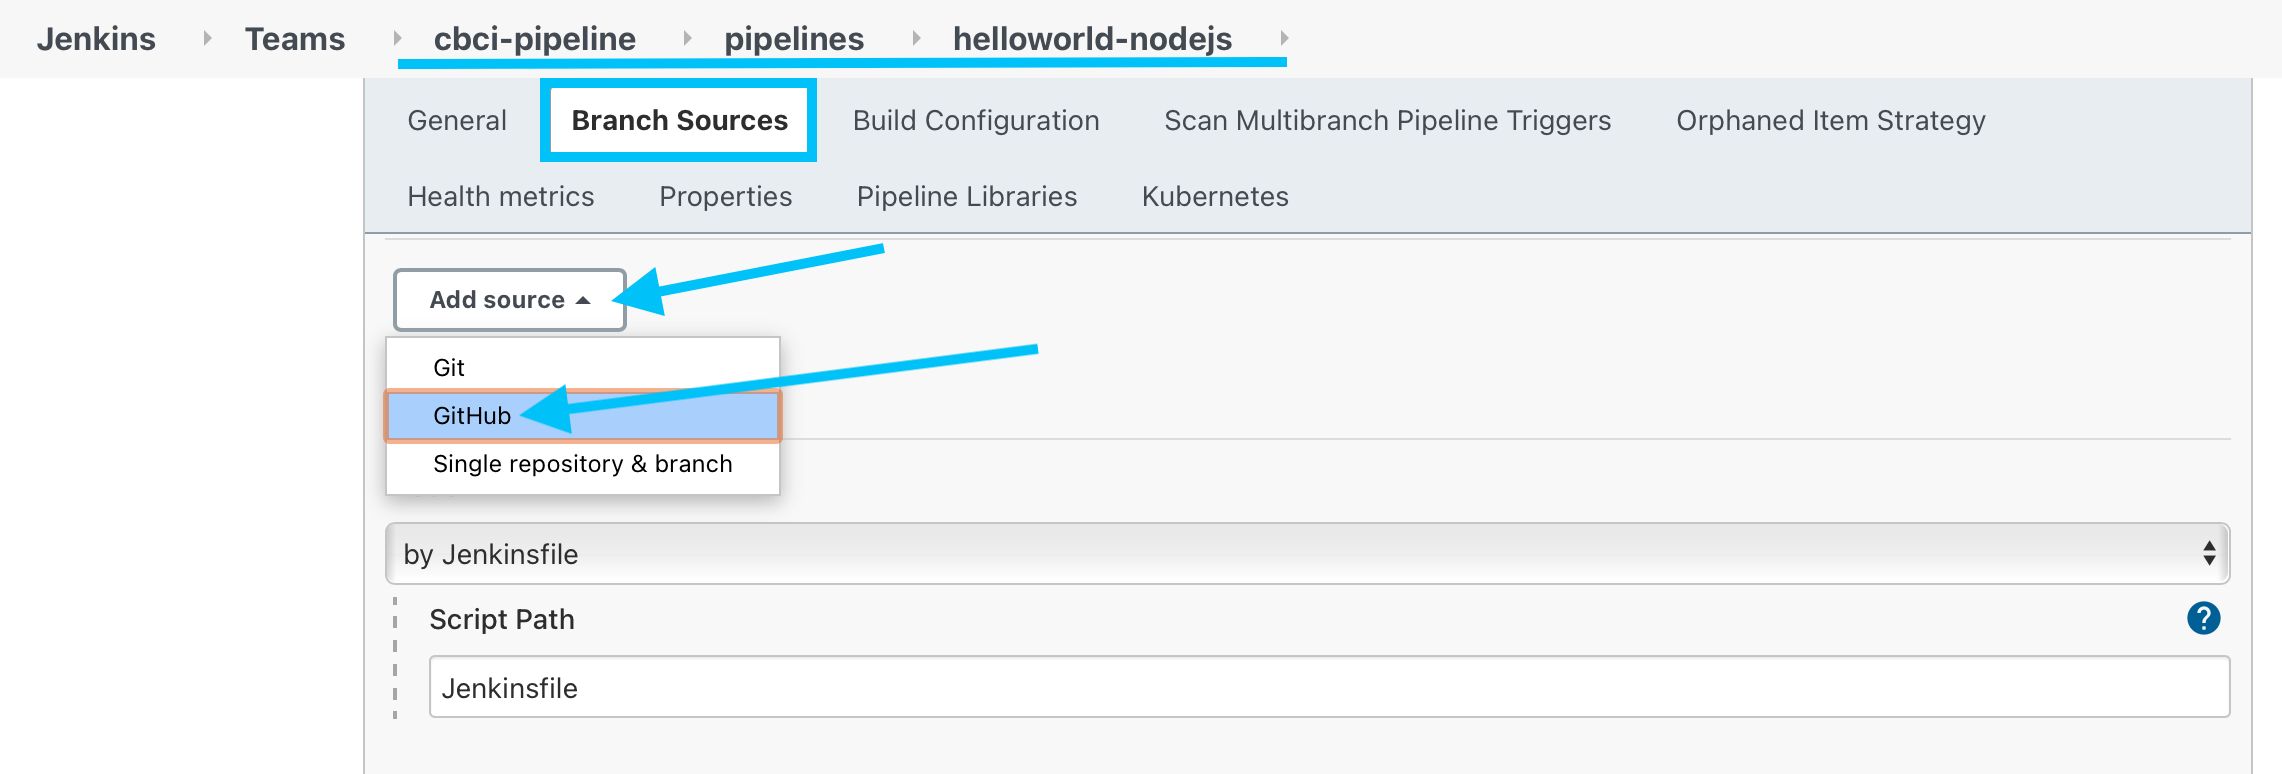 Jenkins Teams cbci-pipeline pipelines helloworld-nodejs
General Branch Sources Build Configuration Scan Multibranch Pipeline Triggers Orphaned Item Strategy
Health metrics Properties Pipeline Libraries Kubernetes
Add source
Git
GitHub
Single repository & branch
by Jenkinsfile
Script Path
?
Jenkinsfile